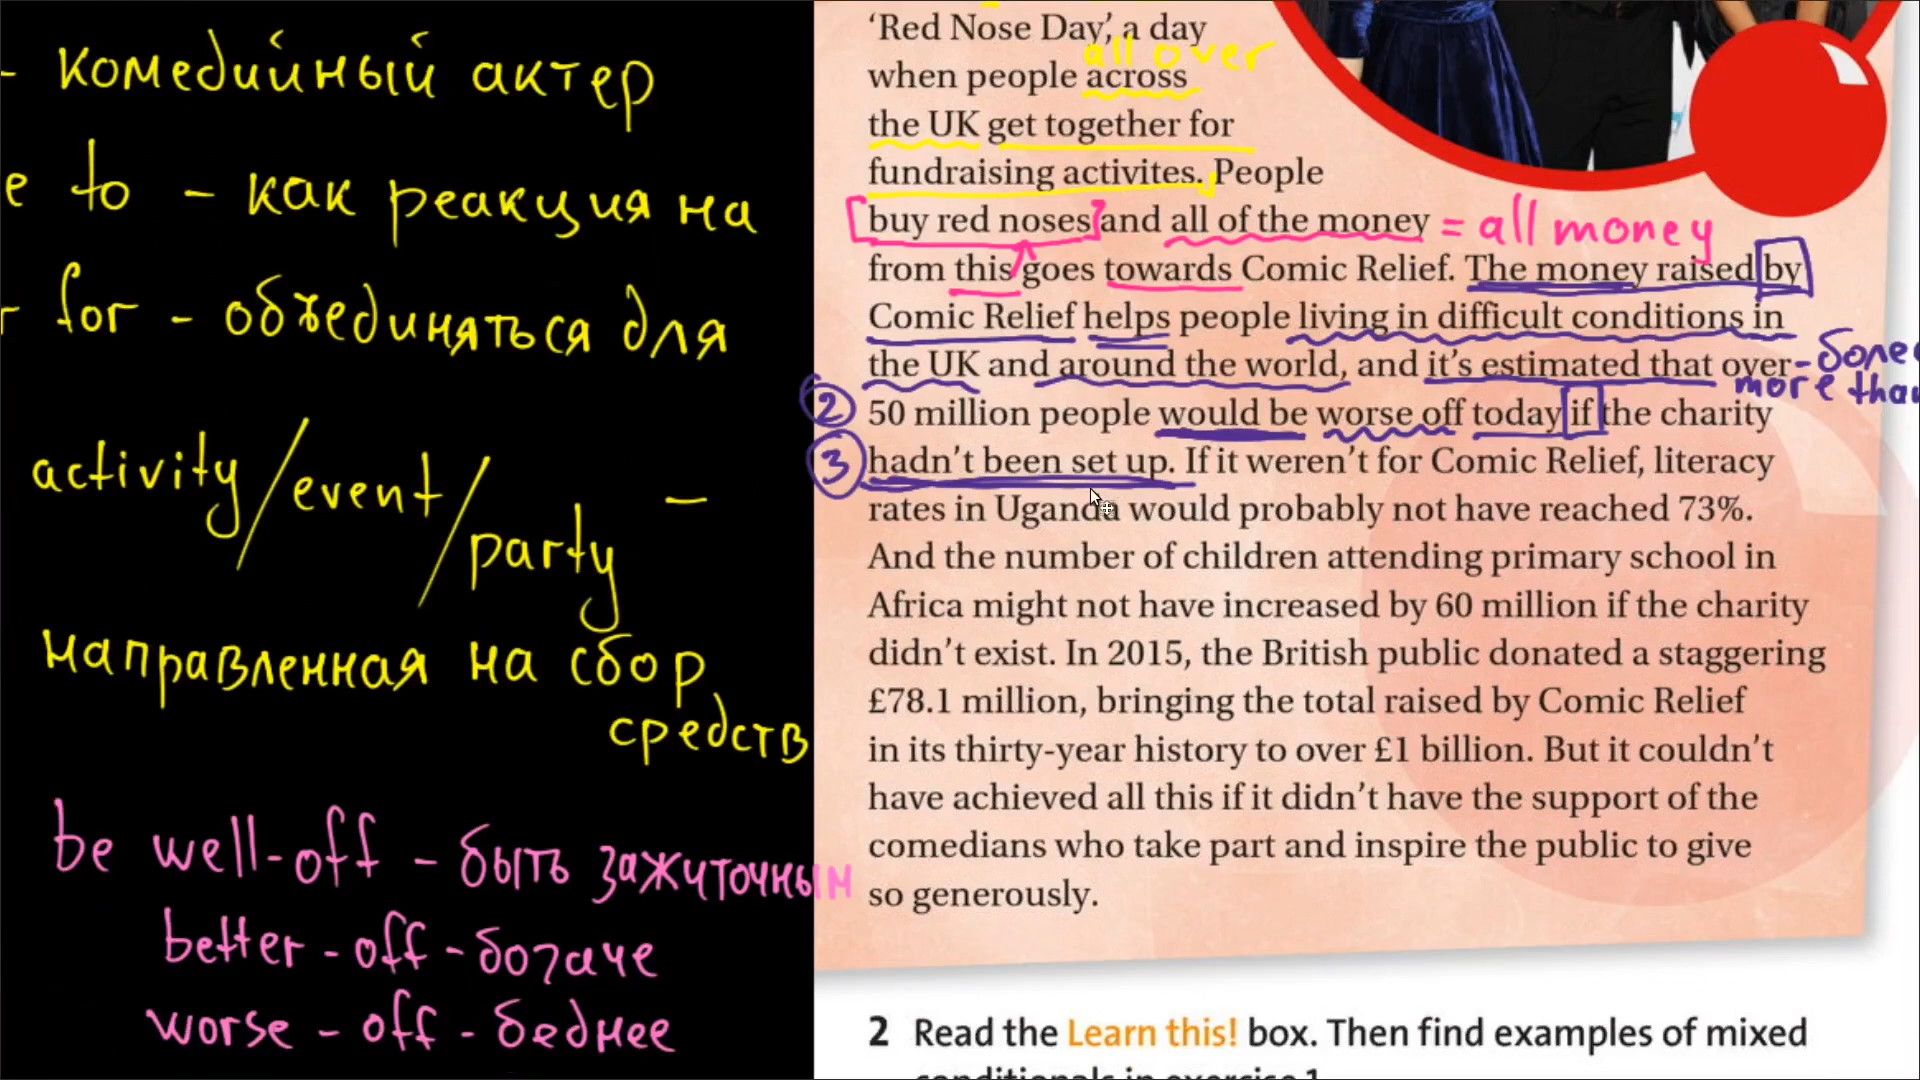 - комедийный актер
e to - как реакция на
r for - объединяться для
activity/event/party -
направленная на сбор
средств
be well-off - быть зажиточным
better-off - богаче
worse-off - беднее
‘Red Nose Day’, a day
all over
when people across
the UK get together for
fundraising activites. People
buy red noses and all of the money = all money
from this goes towards Comic Relief. The money raised by
Comic Relief helps people living in difficult conditions in
the UK and around the world, and it’s estimated that over - более
more than
② 50 million people would be worse off today if the charity
③ hadn’t been set up. If it weren’t for Comic Relief, literacy
rates in Uganda would probably not have reached 73%.
And the number of children attending primary school in
Africa might not have increased by 60 million if the charity
didn’t exist. In 2015, the British public donated a staggering
£78.1 million, bringing the total raised by Comic Relief
in its thirty-year history to over £1 billion. But it couldn’t
have achieved all this if it didn’t have the support of the
comedians who take part and inspire the public to give
so generously.
2 Read the Learn this! box. Then find examples of mixed
conditionals in exercise 1